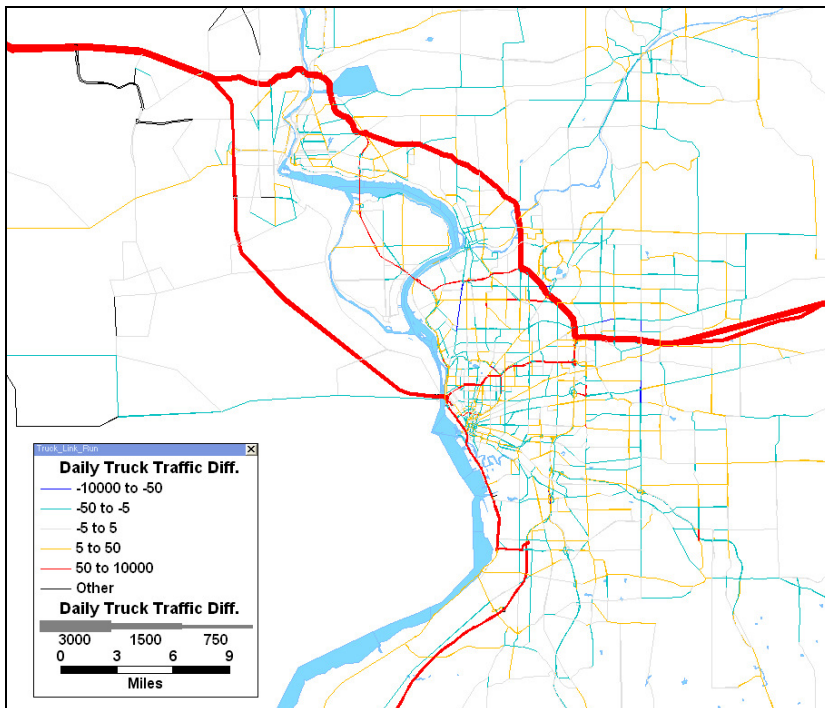 Truck_Link_Run
Daily Truck Traffic Diff.
-10000 to -50
-50 to -5
-5 to 5
5 to 50
50 to 10000
Other
Daily Truck Traffic Diff.
3000 1500 750
0 3 6 9
Miles